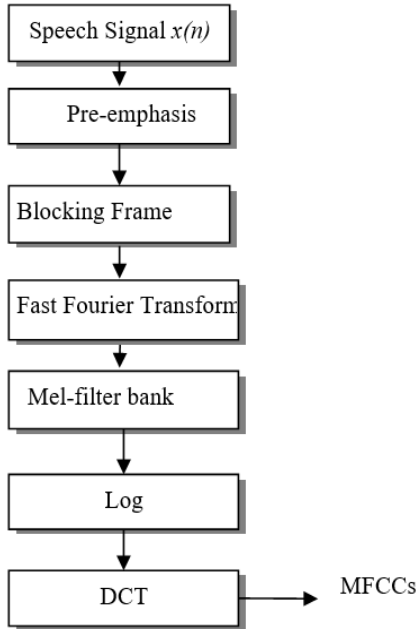 Speech Signal x(n)
Pre-emphasis
Blocking Frame
Fast Fourier Transform
Mel-filter bank
Log
DCT
MFCCs